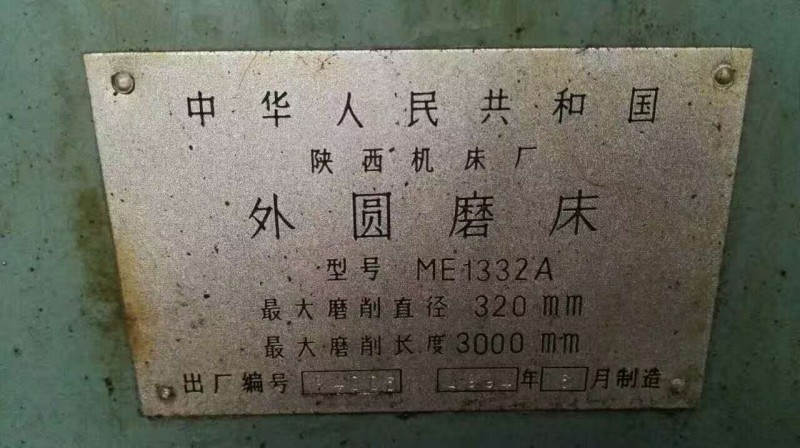 中华人民共和国
陕西机床厂
外圆磨床
型号 ME1332A
最大磨削直径 320 mm
最大磨削长度 3000 mm
出厂编号 年 月制造